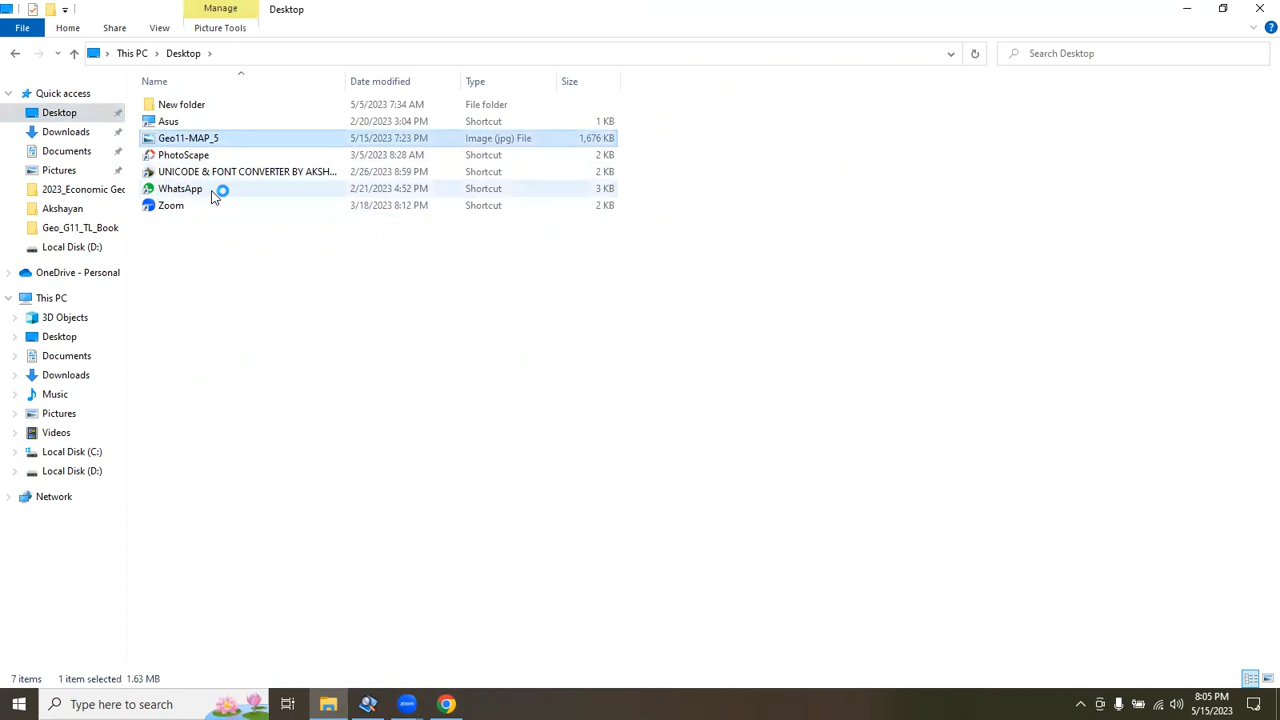 Manage
Desktop
File
Home
Share
View
Picture Tools
This PC
Desktop
Search Desktop
Name
Date modified
Type
Size
Quick access
Desktop
Downloads
Documents
Pictures
2023_Economic Geo
Akshayan
Geo_G11_TL_Book
Local Disk (D:)
OneDrive - Personal
This PC
3D Objects
Desktop
Documents
Downloads
Music
Pictures
Videos
Local Disk (C:)
Local Disk (D:)
Network
New folder 5/5/2023 7:34 AM File folder
Asus 2/20/2023 3:04 PM Shortcut 1 KB
Geo11-MAP_5 5/15/2023 7:23 PM Image (jpg) File 1,676 KB
PhotoScape 3/5/2023 8:28 AM Shortcut 2 KB
UNICODE & FONT CONVERTER BY AKSH... 2/26/2023 8:59 PM Shortcut 2 KB
WhatsApp 2/21/2023 4:52 PM Shortcut 3 KB
Zoom 3/18/2023 8:12 PM Shortcut 2 KB
7 items 1 item selected 1.63 MB
Type here to search
zoom
8:05 PM
5/15/2023